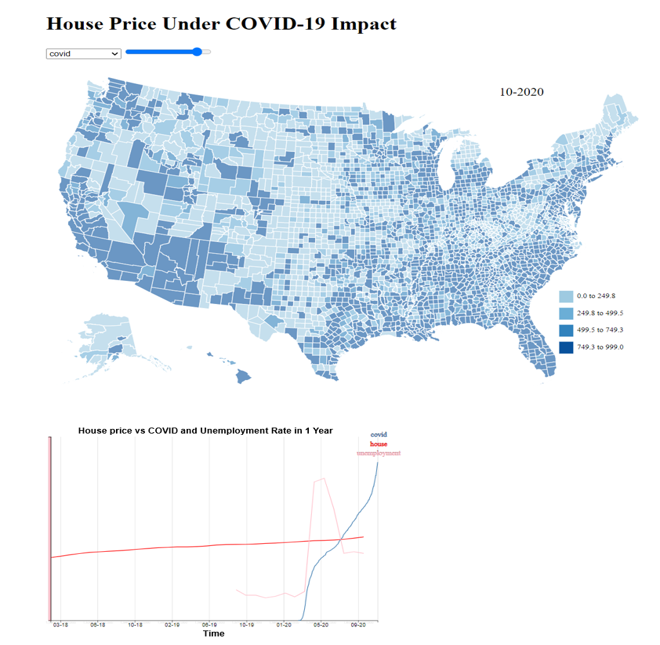 House Price Under COVID-19 Impact
covid
10-2020
0.0 to 249.8
249.8 to 499.5
499.5 to 749.3
749.3 to 999.0
House price vs COVID and Unemployment Rate in 1 Year
covid
house
unemployment
03-18 06-18 10-18 02-19 06-19 10-19 01-20 05-20 09-20
Time